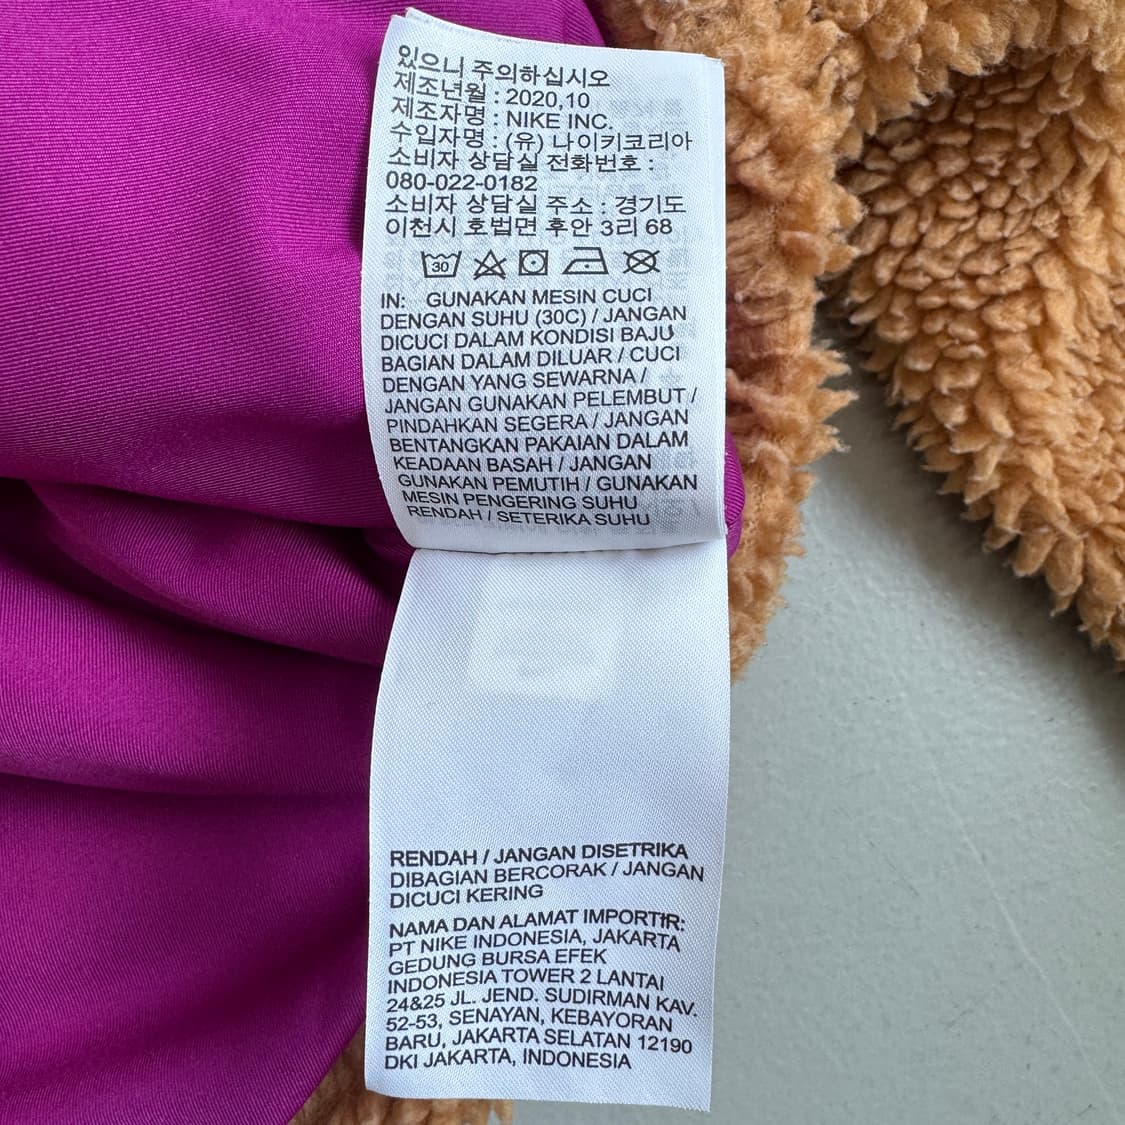 있으니 주의하십시오
제조년월 : 2020,10
제조자명 : NIKE INC.
수입자명 : (유) 나이키코리아
소비자 상담실 전화번호 :
080-022-0182
소비자 상담실 주소 : 경기도
이천시 호법면 후안 3리 68
30
IN: GUNAKAN MESIN CUCI
DENGAN SUHU (30C) / JANGAN
DICUCI DALAM KONDISI BAJU
BAGIAN DALAM DILUAR / CUCI
DENGAN YANG SEWARNA /
JANGAN GUNAKAN PELEMBUT /
PINDAHKAN SEGERA / JANGAN
BENTANGKAN PAKAIAN DALAM
KEADAAN BASAH / JANGAN
GUNAKAN PEMUTIH / GUNAKAN
MESIN PENGERING SUHU
RENDAH / SETERIKA SUHU
RENDAH / JANGAN DISETRIKA
DIBAGIAN BERCORAK / JANGAN
DICUCI KERING
NAMA DAN ALAMAT IMPORTIR:
PT NIKE INDONESIA, JAKARTA
GEDUNG BURSA EFEK
INDONESIA TOWER 2 LANTAI
24&25 JL. JEND. SUDIRMAN KAV.
52-53, SENAYAN, KEBAYORAN
BARU, JAKARTA SELATAN 12190
DKI JAKARTA, INDONESIA